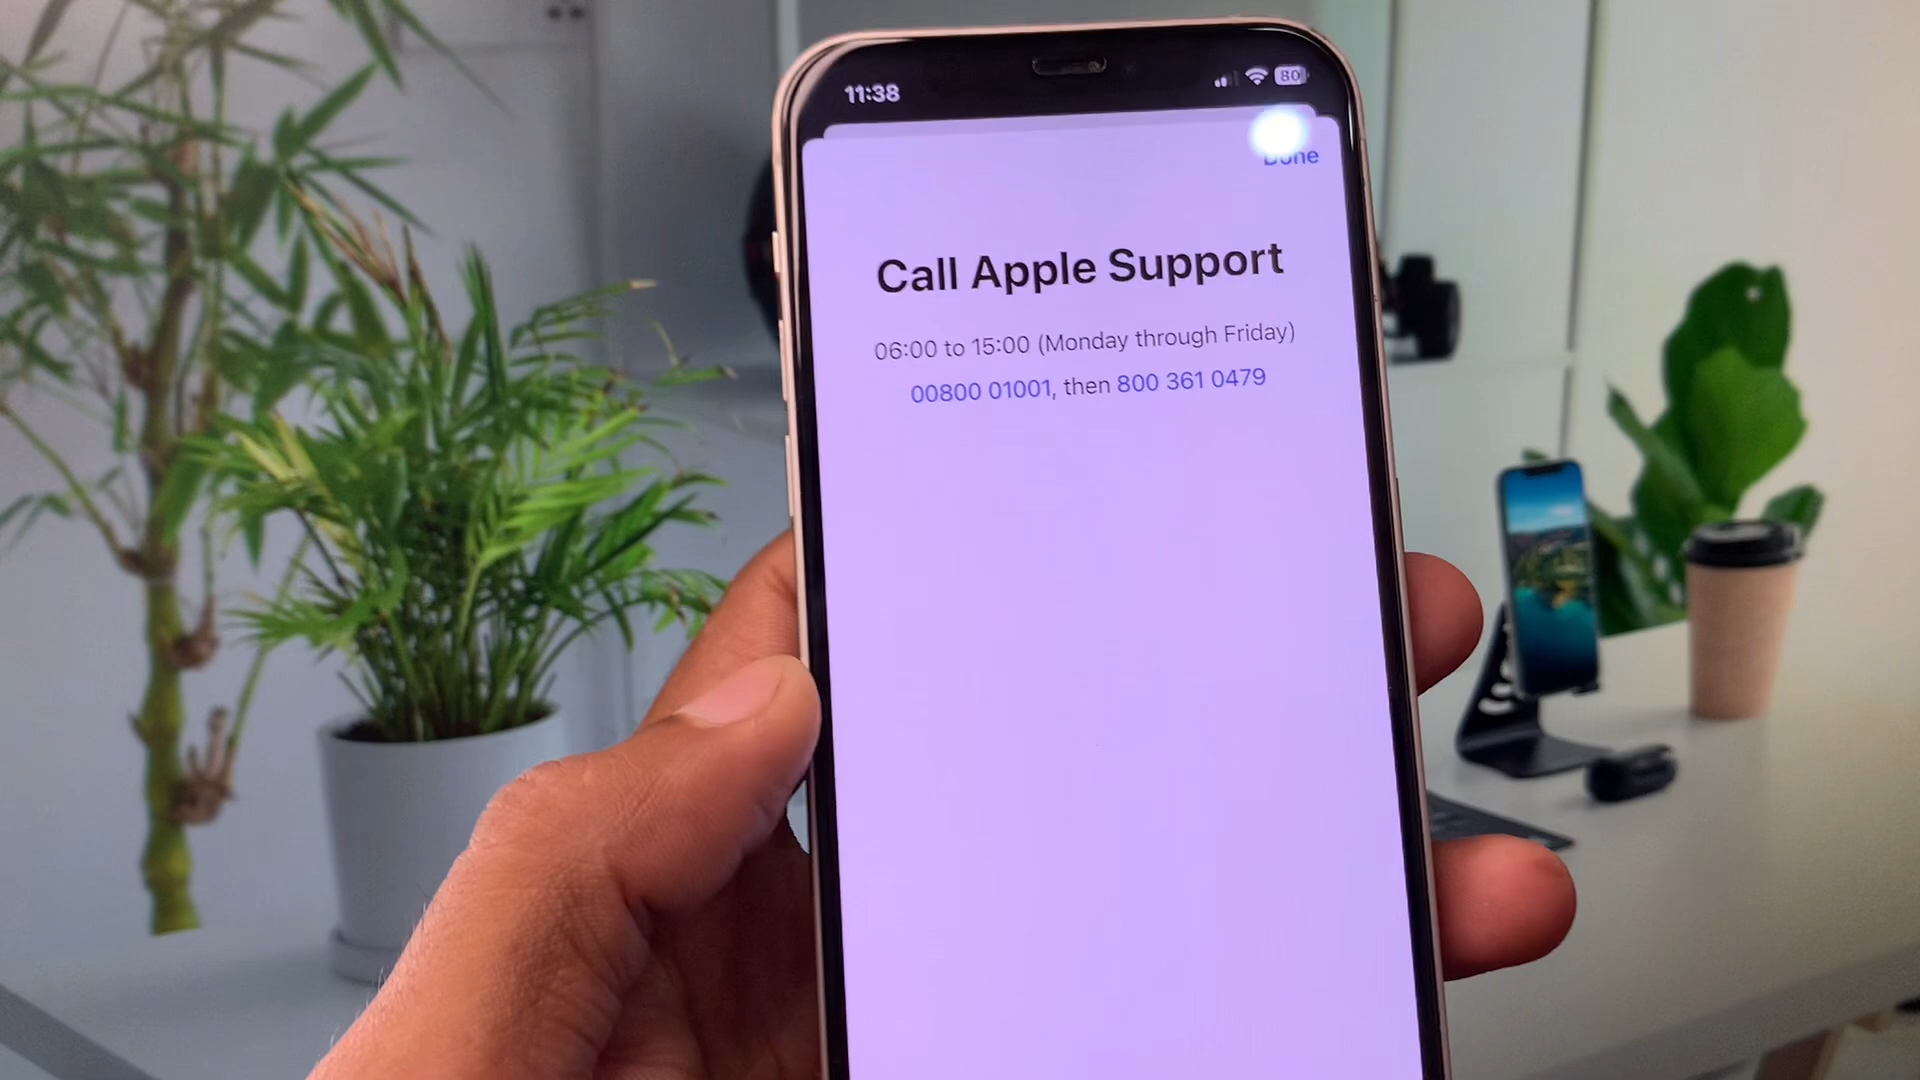 11:38
80
Done
Call Apple Support
06:00 to 15:00 (Monday through Friday)
00800 01001, then 800 361 0479